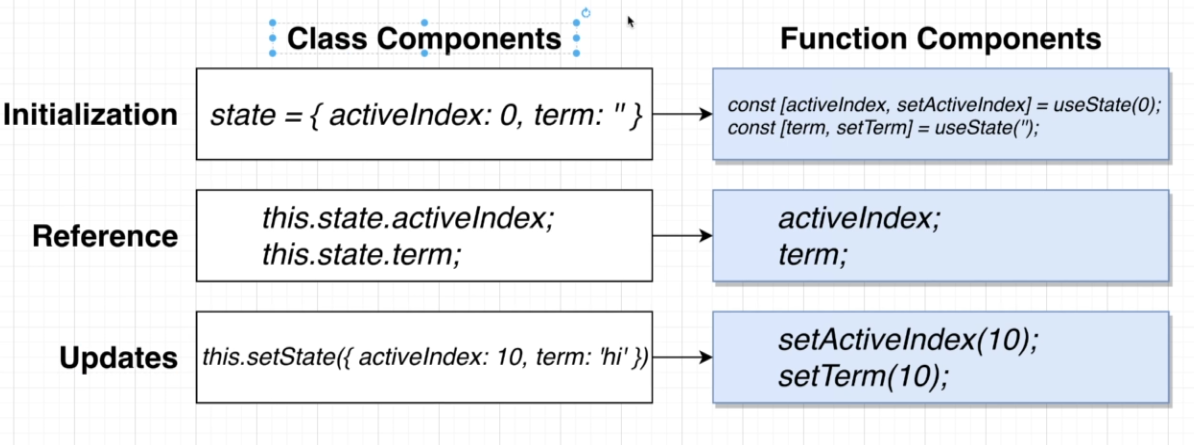 Class Components
Function Components
Initialization
state = { activeIndex: 0, term: '' }
const [activeIndex, setActiveIndex] = useState(0);
const [term, setTerm] = useState('');
Reference
this.state.activeIndex;
this.state.term;
activeIndex;
term;
Updates
this.setState({ activeIndex: 10, term: 'hi' })
setActiveIndex(10);
setTerm(10);